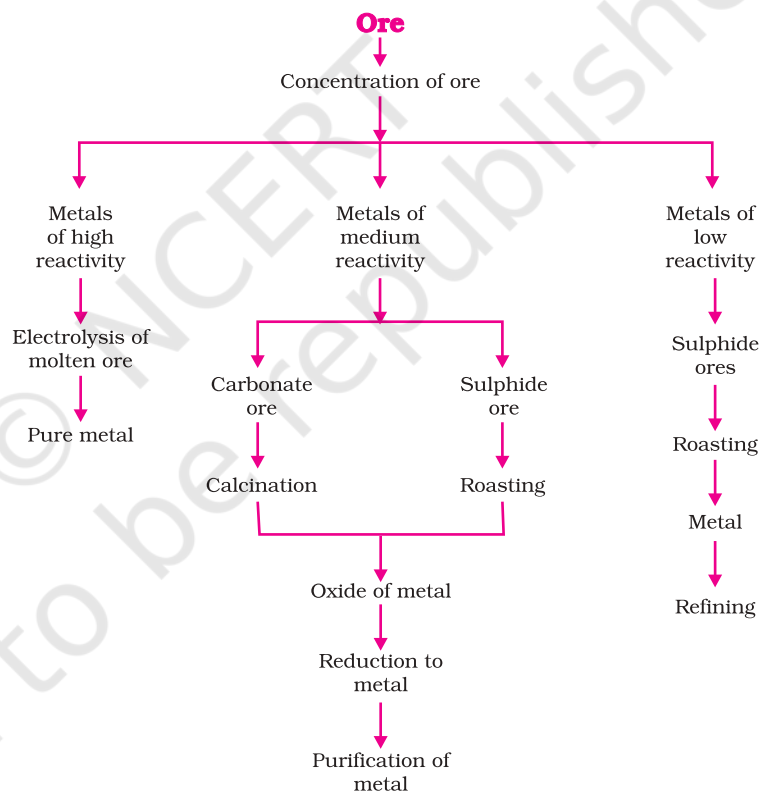 Ore
Concentration of ore
Metals
of high
reactivity
Electrolysis of
molten ore
Pure metal
Metals of
medium
reactivity
Carbonate
ore
Calcination
Sulphide
ore
Roasting
Oxide of metal
Reduction to
metal
Purification of
metal
Metals of
low
reactivity
Sulphide
ores
Roasting
Metal
Refining
© NCERT
to be republishe